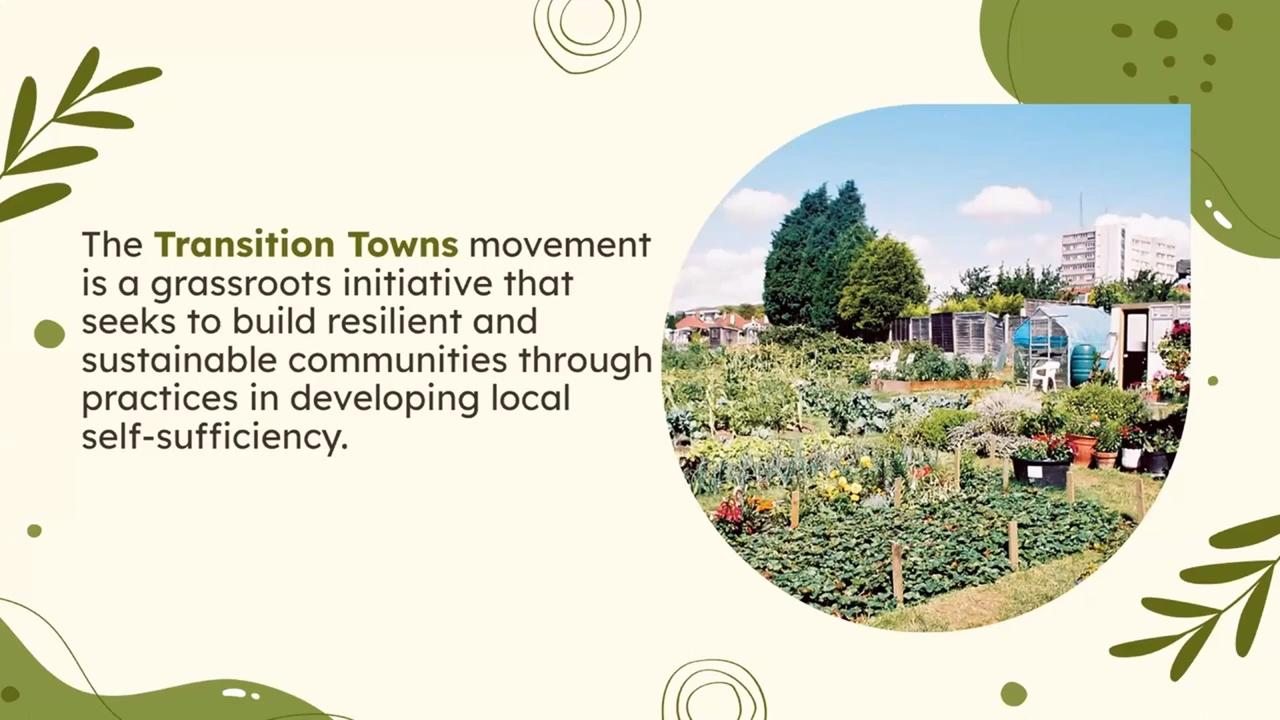 The Transition Towns movement
is a grassroots initiative that
seeks to build resilient and
sustainable communities through
practices in developing local
self-sufficiency.